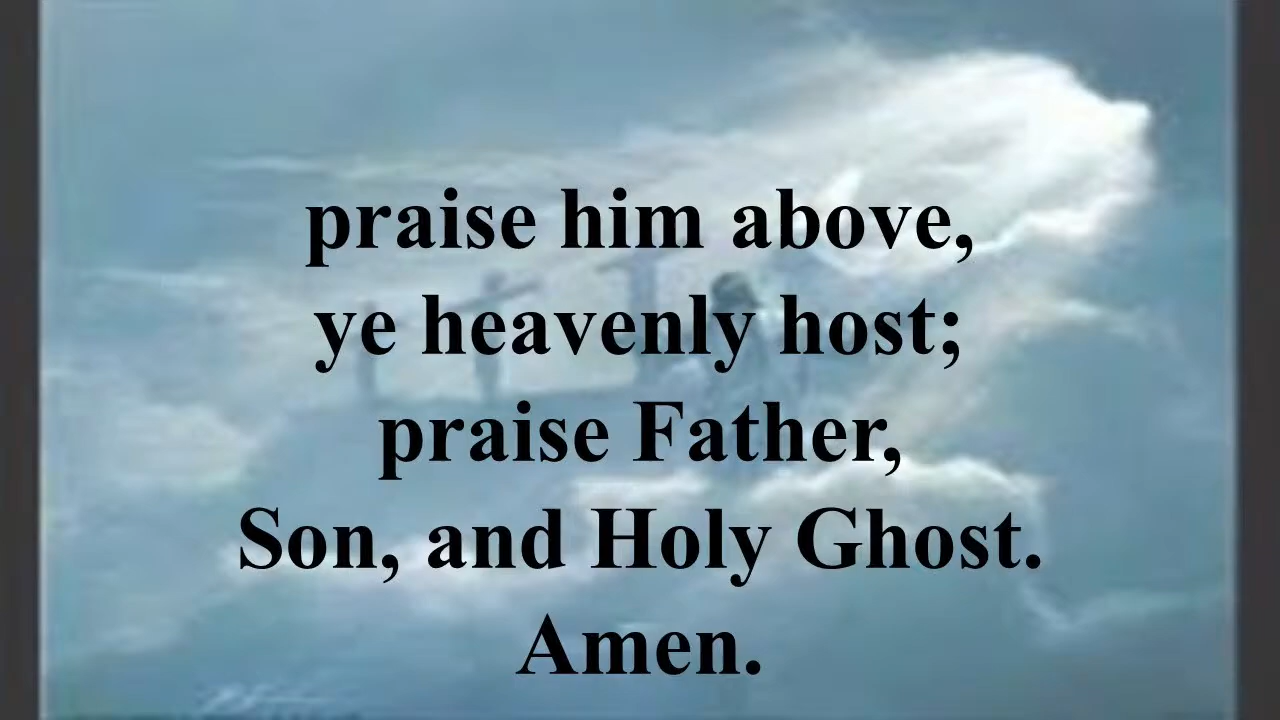 praise him above,
ye heavenly host;
praise Father,
Son, and Holy Ghost.
Amen.